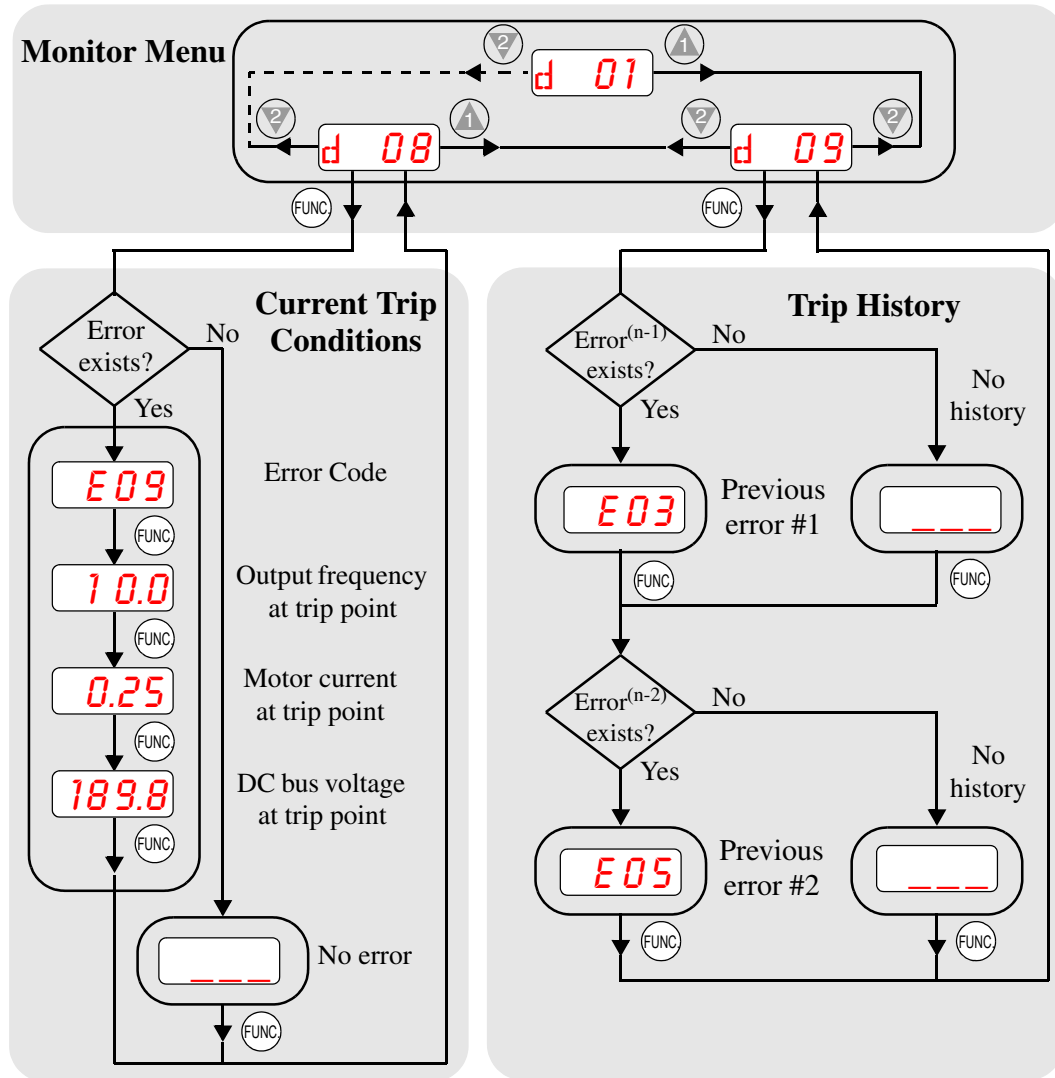 Monitor Menu
2
d 01
1
2
d 08
1
2
d 09
2
FUNC.
FUNC.
Current Trip
Conditions
Error
exists?
No
Yes
E09
Error Code
FUNC.
10.0
Output frequency
at trip point
FUNC.
0.25
Motor current
at trip point
FUNC.
189.8
DC bus voltage
at trip point
FUNC.
_ _ _
No error
FUNC.
Trip History
Error(n-1)
exists?
No
Yes
No
history
E03
Previous
error #1
_ _ _
FUNC.
FUNC.
Error(n-2)
exists?
No
Yes
No
history
E05
Previous
error #2
_ _ _
FUNC.
FUNC.